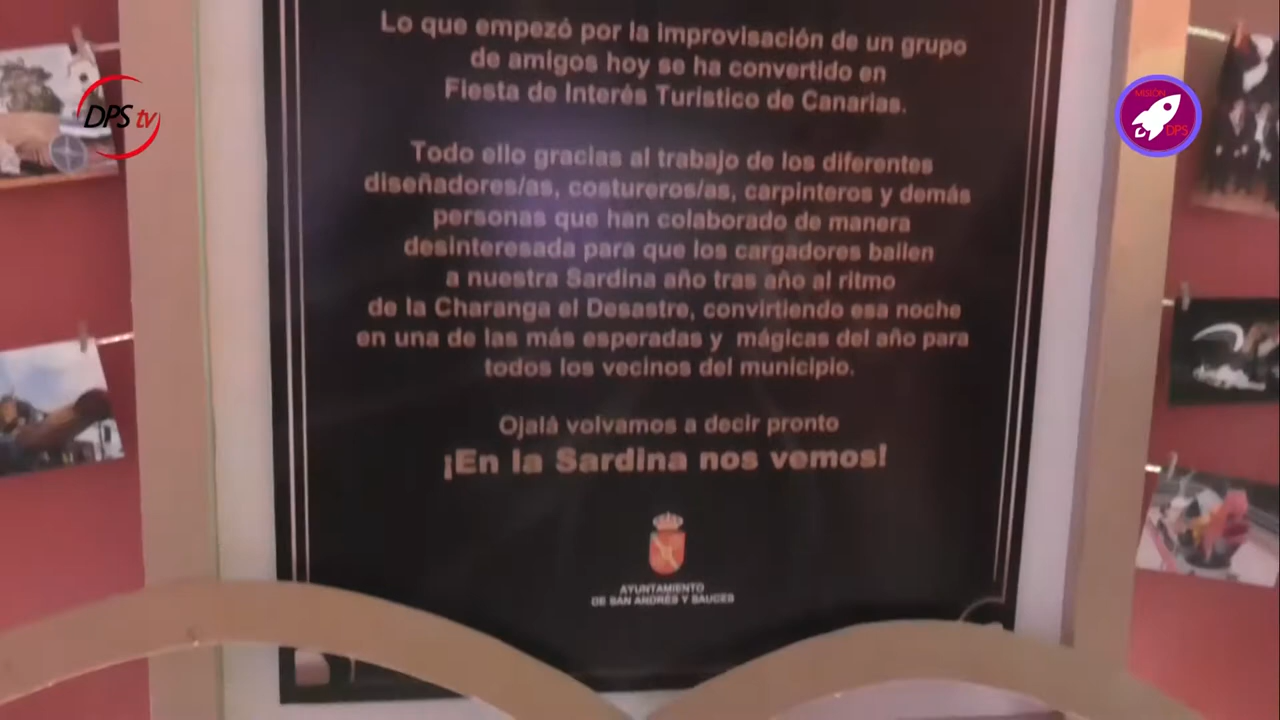 Lo que empezó por la improvisación de un grupo
de amigos hoy se ha convertido en
Fiesta de Interés Turístico de Canarias.
Todo ello gracias al trabajo de los diferentes
diseñadores/as, costureros/as, carpinteros y demás
personas que han colaborado de manera
desinteresada para que los cargadores bailen
a nuestra Sardina año tras año al ritmo
de la Charanga el Desastre, convirtiendo esa noche
en una de las más esperadas y mágicas del año para
todos los vecinos del municipio.
Ojalá volvamos a decir pronto
¡En la Sardina nos vemos!
AYUNTAMIENTO
DE SAN ANDRÉS Y SAUCES
DPS tv
MISIÓN
DPS